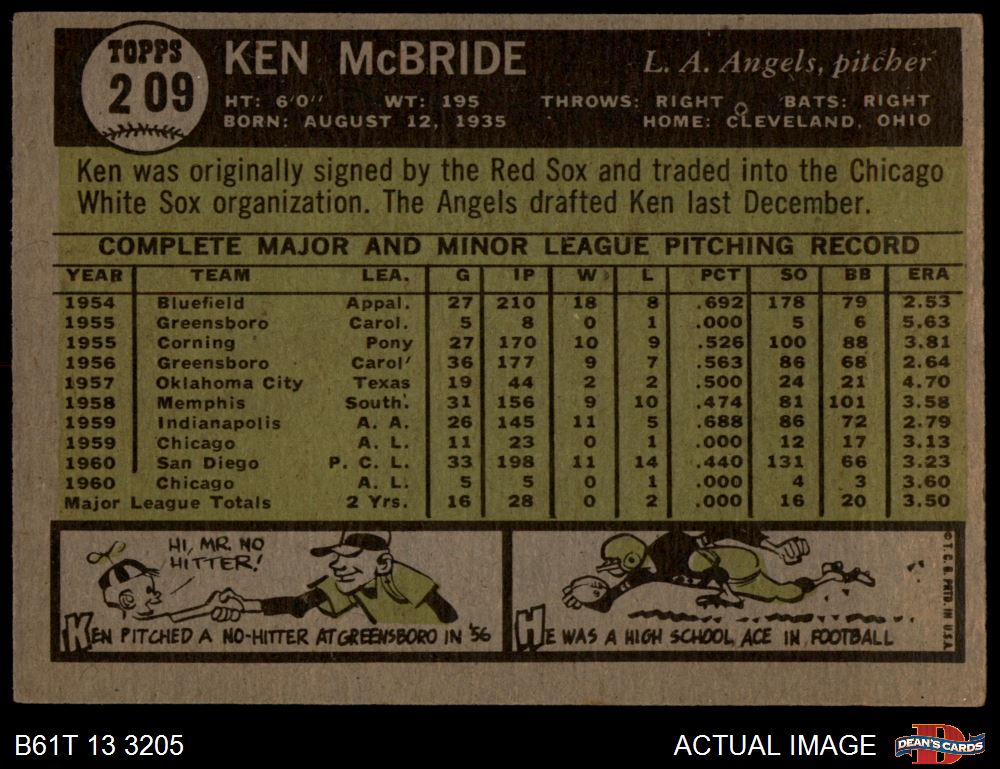 TOPPS
209
KEN McBRIDE
L. A. Angels, pitcher
HT: 6'0" WT: 195 THROWS: RIGHT BATS: RIGHT
BORN: AUGUST 12, 1935 HOME: CLEVELAND, OHIO
Ken was originally signed by the Red Sox and traded into the Chicago
White Sox organization. The Angels drafted Ken last December.
COMPLETE MAJOR AND MINOR LEAGUE PITCHING RECORD
YEAR TEAM LEA. G IP W L PCT SO BB ERA
1954 Bluefield Appal. 27 210 18 8 .692 178 79 2.53
1955 Greensboro Carol. 5 8 0 1 .000 5 6 5.63
1955 Corning Pony 27 170 10 9 .526 100 88 3.81
1956 Greensboro Carol. 36 177 9 7 .563 86 68 2.64
1957 Oklahoma City Texas 19 44 2 2 .500 24 21 4.70
1958 Memphis South. 31 156 9 10 .474 81 101 3.58
1959 Indianapolis A. A. 26 145 11 5 .688 86 72 2.79
1959 Chicago A. L. 11 23 0 1 .000 12 17 3.13
1960 San Diego P. C. L. 33 198 11 14 .440 131 66 3.23
1960 Chicago A. L. 5 5 0 1 .000 4 3 3.60
Major League Totals 2 Yrs. 16 28 0 2 .000 16 20 3.50
HI, MR. NO
HITTER!
KEN PITCHED A NO-HITTER AT GREENSBORO IN '56
HE WAS A HIGH SCHOOL ACE IN FOOTBALL
© T. C. G. PRTD. IN U.S.A.
B61T 13 3205
ACTUAL IMAGE
D
DEAN'S CARDS